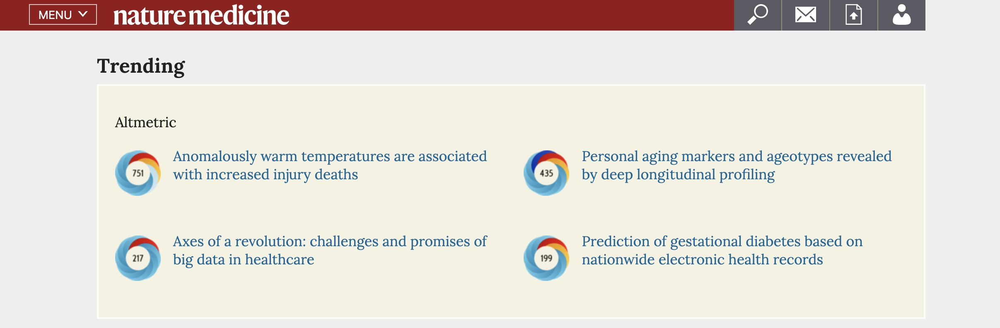 MENU
nature medicine
Trending
Altmetric
751
Anomalously warm temperatures are associated
with increased injury deaths
435
Personal aging markers and ageotypes revealed
by deep longitudinal profiling
217
Axes of a revolution: challenges and promises of
big data in healthcare
199
Prediction of gestational diabetes based on
nationwide electronic health records